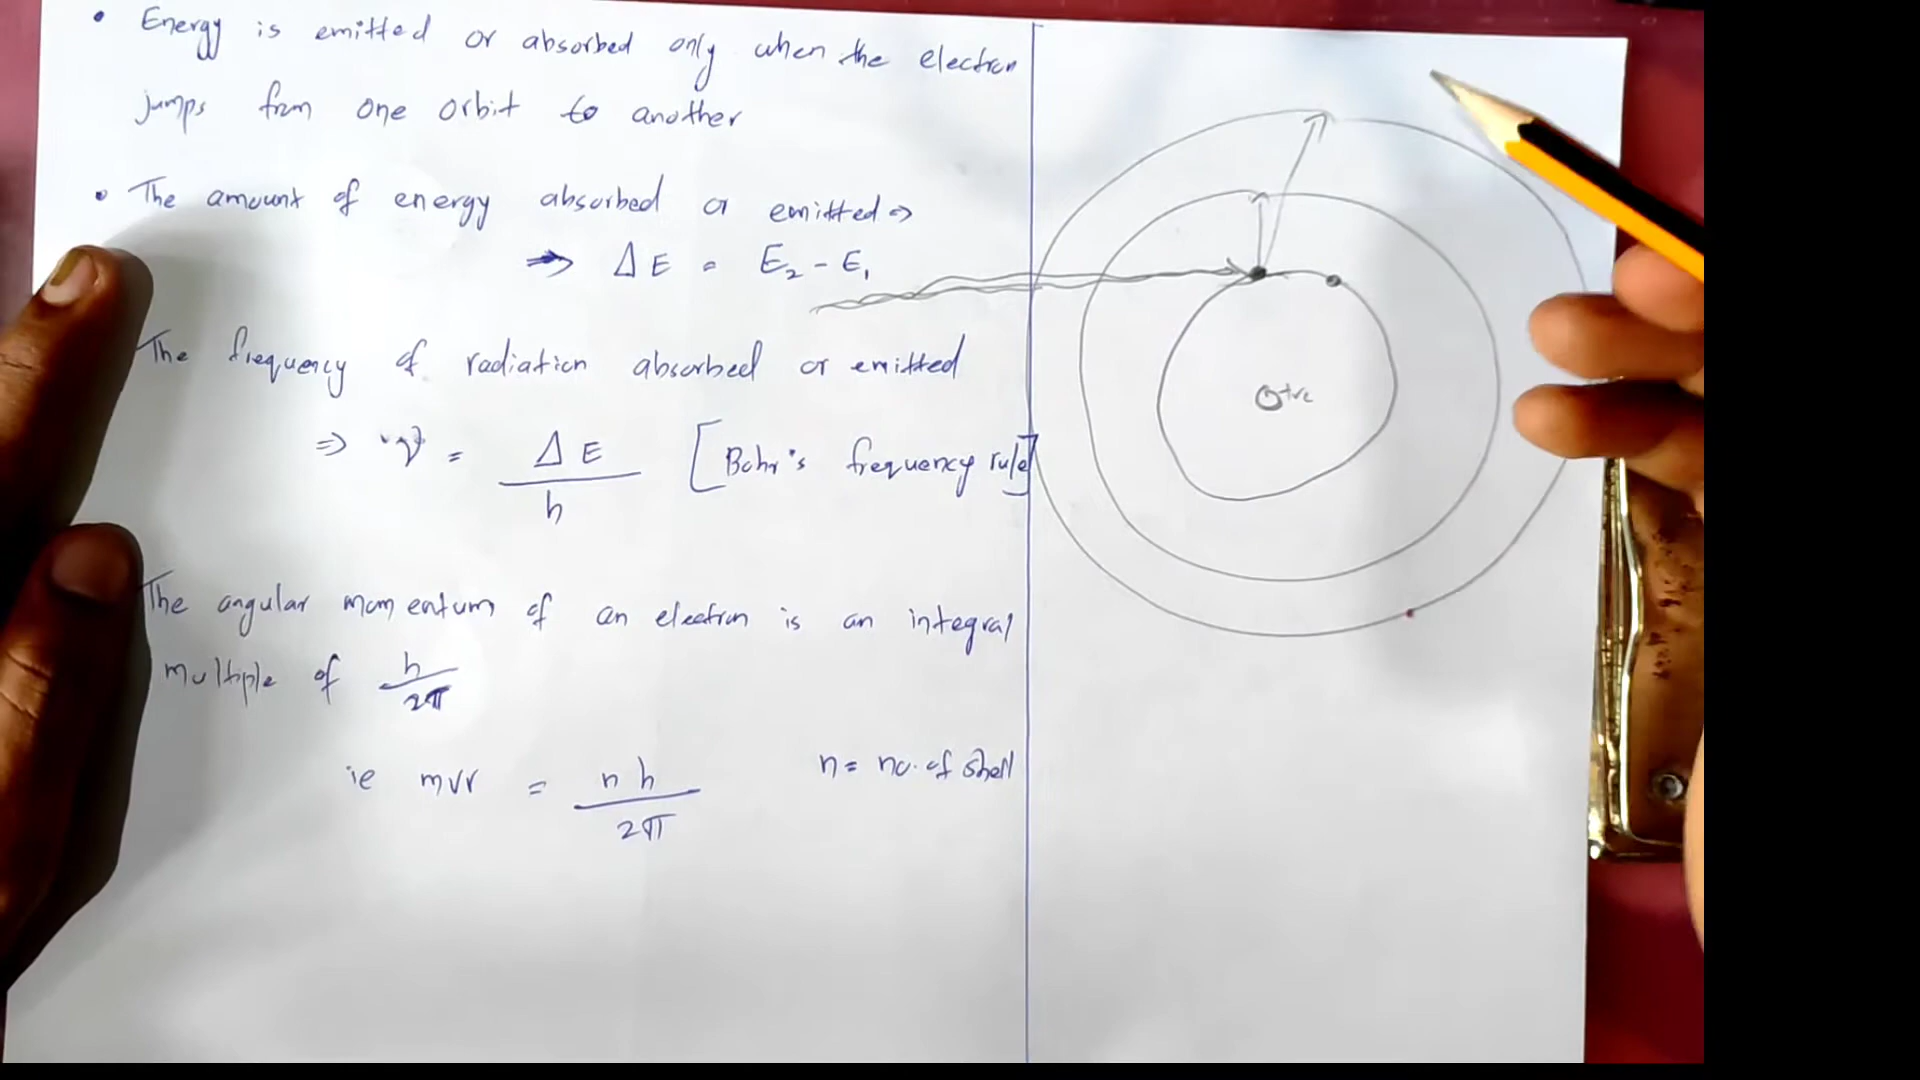 • Energy is emitted or absorbed only when the electron
jumps from one orbit to another
• The amount of energy absorbed or emitted ⇒
⇒ ΔE = E₂ - E₁
The frequency of radiation absorbed or emitted
⇒ ν = ΔE / h [Bohr's frequency rule]
The angular momentum of an electron is an integral
multiple of h / 2π
ie mvr = n h / 2π n = no. of shell
+ve